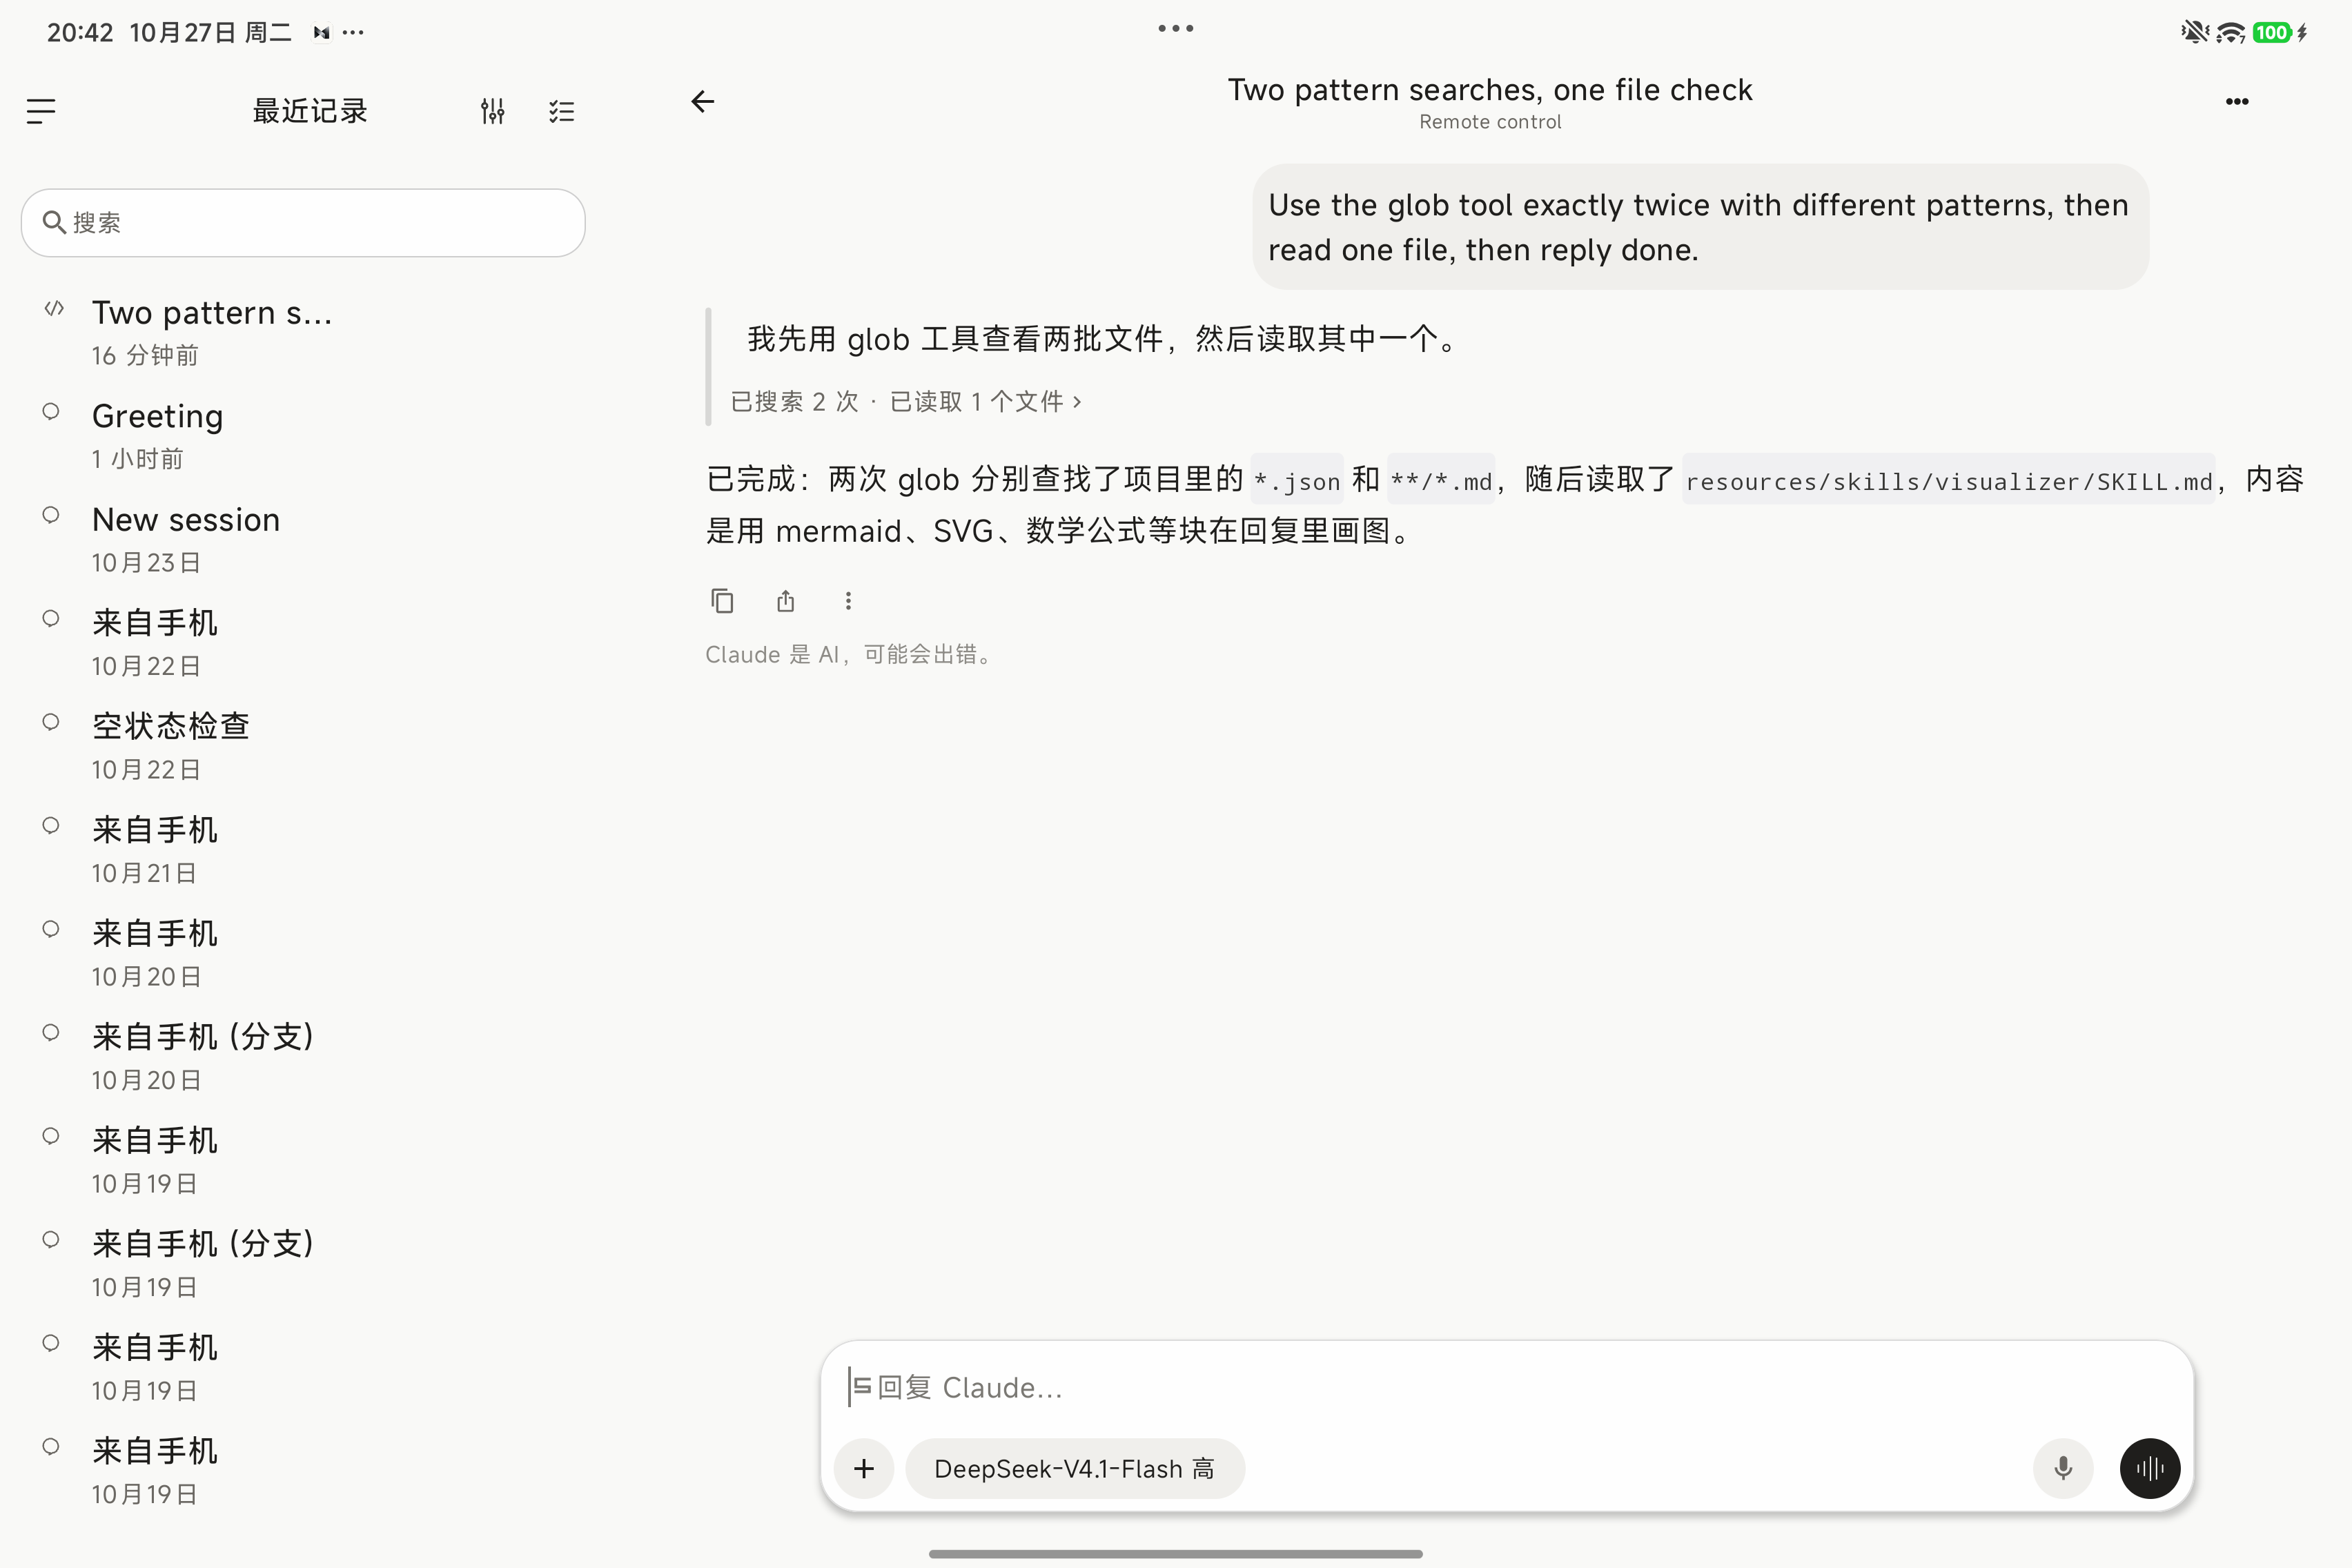 20:42 10月27日 周二
100
最近记录
搜索
Two pattern s...
16 分钟前
Greeting
1 小时前
New session
10月23日
来自手机
10月22日
空状态检查
10月22日
来自手机
10月21日
来自手机
10月20日
来自手机 (分支)
10月20日
来自手机
10月19日
来自手机 (分支)
10月19日
来自手机
10月19日
来自手机
10月19日
Two pattern searches, one file check
Remote control
Use the glob tool exactly twice with different patterns, then
read one file, then reply done.
我先用 glob 工具查看两批文件，然后读取其中一个。
已搜索 2 次 · 已读取 1 个文件 ›
已完成：两次 glob 分别查找了项目里的 *.json 和 **/*.md，随后读取了 resources/skills/visualizer/SKILL.md，内容
是用 mermaid、SVG、数学公式等块在回复里画图。
Claude 是 AI，可能会出错。
回复 Claude...
DeepSeek-V4.1-Flash 高